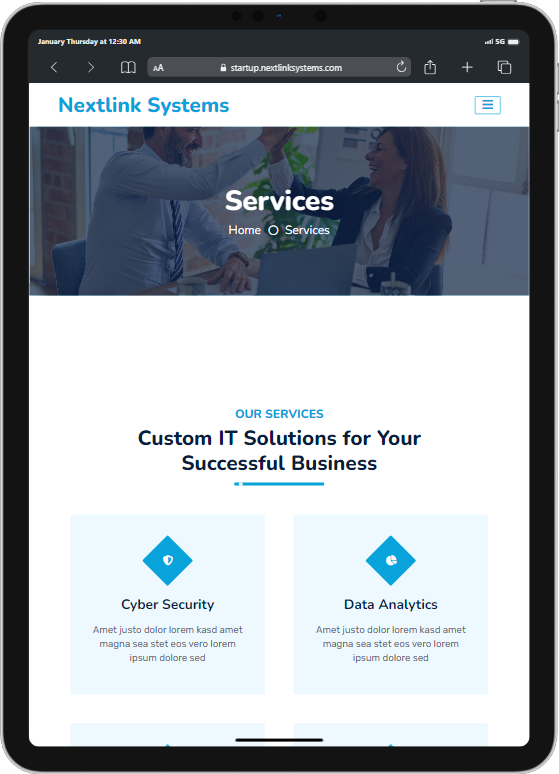 January Thursday at 12:30 AM
5G
AA
startup.nextlinksystems.com
Nextlink Systems
Services
Home
Services
OUR SERVICES
Custom IT Solutions for Your
Successful Business
Cyber Security
Data Analytics
Amet justo dolor lorem kasd amet
magna sea stet eos vero lorem
ipsum dolore sed
Amet justo dolor lorem kasd amet
magna sea stet eos vero lorem
ipsum dolore sed